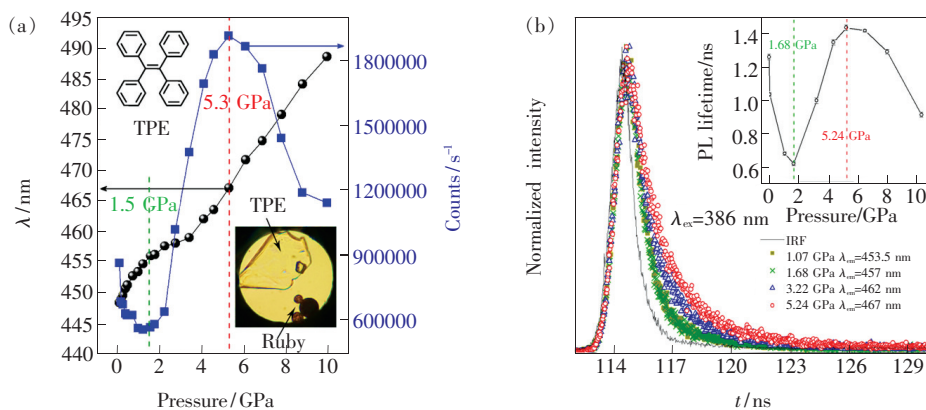 (a)
495
490
485
480
475
470
465
460
455
450
445
440
λ/nm
TPE
1.5 GPa
5.3 GPa
TPE
Ruby
1800000
1500000
1200000
900000
600000
Counts/s⁻¹
0 2 4 6 8 10
Pressure/GPa
(b)
Normalized intensity
1.4
1.2
1.0
0.8
0.6
PL lifetime/ns
1.68 GPa
5.24 GPa
0 2 4 6 8 10
Pressure/GPa
λex=386 nm
IRF
1.07 GPa λem=453.5 nm
1.68 GPa λem=457 nm
3.22 GPa λem=462 nm
5.24 GPa λem=467 nm
114 117 120 123 126 129
t/ns